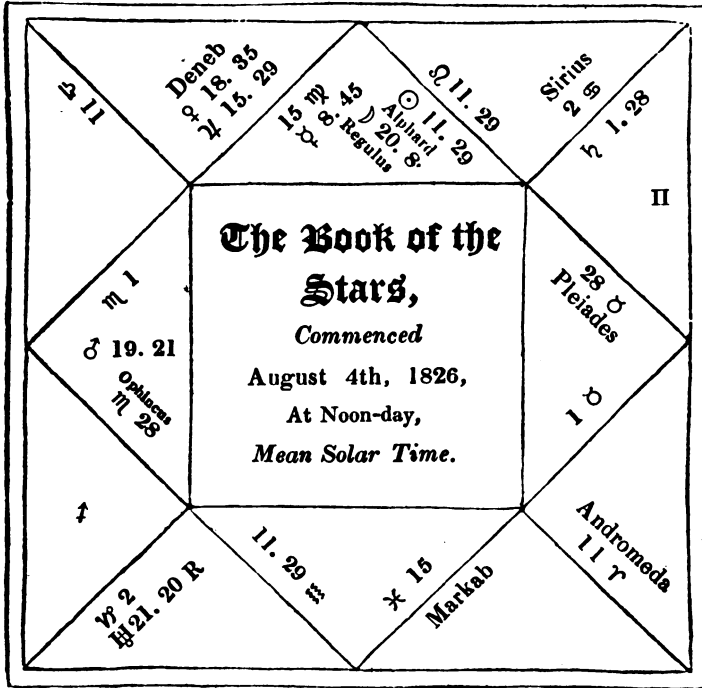 ♎ 11
Deneb
♀ 18. 35
♃ 15. 29
15 ♍
☿ 8. 45
Regulus
☉ 11. 29
Alphard
☽ 20. 8.
♌ 11. 29
Sirius
2 ♋
♄ 1. 28
♊
The Book of the
Stars,
Commenced
August 4th, 1826,
At Noon-day,
Mean Solar Time.
♏ 1
♂ 19. 21
Ophiucus
♏ 28
28 ♉
Pleiades
1 ♉
♐
♑ 2
♅ 21. 20 R
11. 29 ♒
♓ 15
Markab
Andromeda
11 ♈